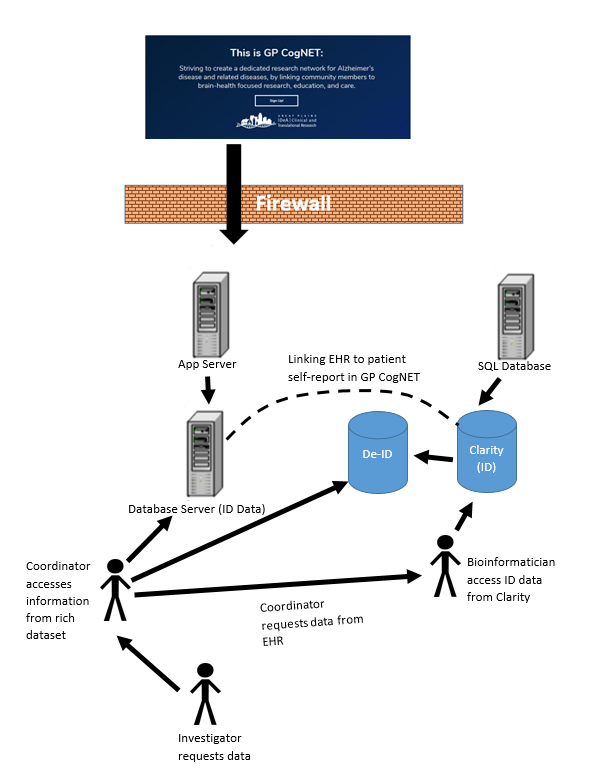 This is GP CogNET:
Striving to create a dedicated research network for Alzheimer's
disease and related diseases, by linking community members to
brain-health focused research, education, and care.
Sign Up!
GREAT PLAINS
IDeA | Clinical and
Translational Research
Firewall
App Server
Linking EHR to patient
self-report in GP CogNET
SQL Database
De-ID
Clarity
(ID)
Database Server (ID Data)
Coordinator
accesses
information
from rich
dataset
Bioinformatician
access ID data
from Clarity
Coordinator
requests data from
EHR
Investigator
requests data